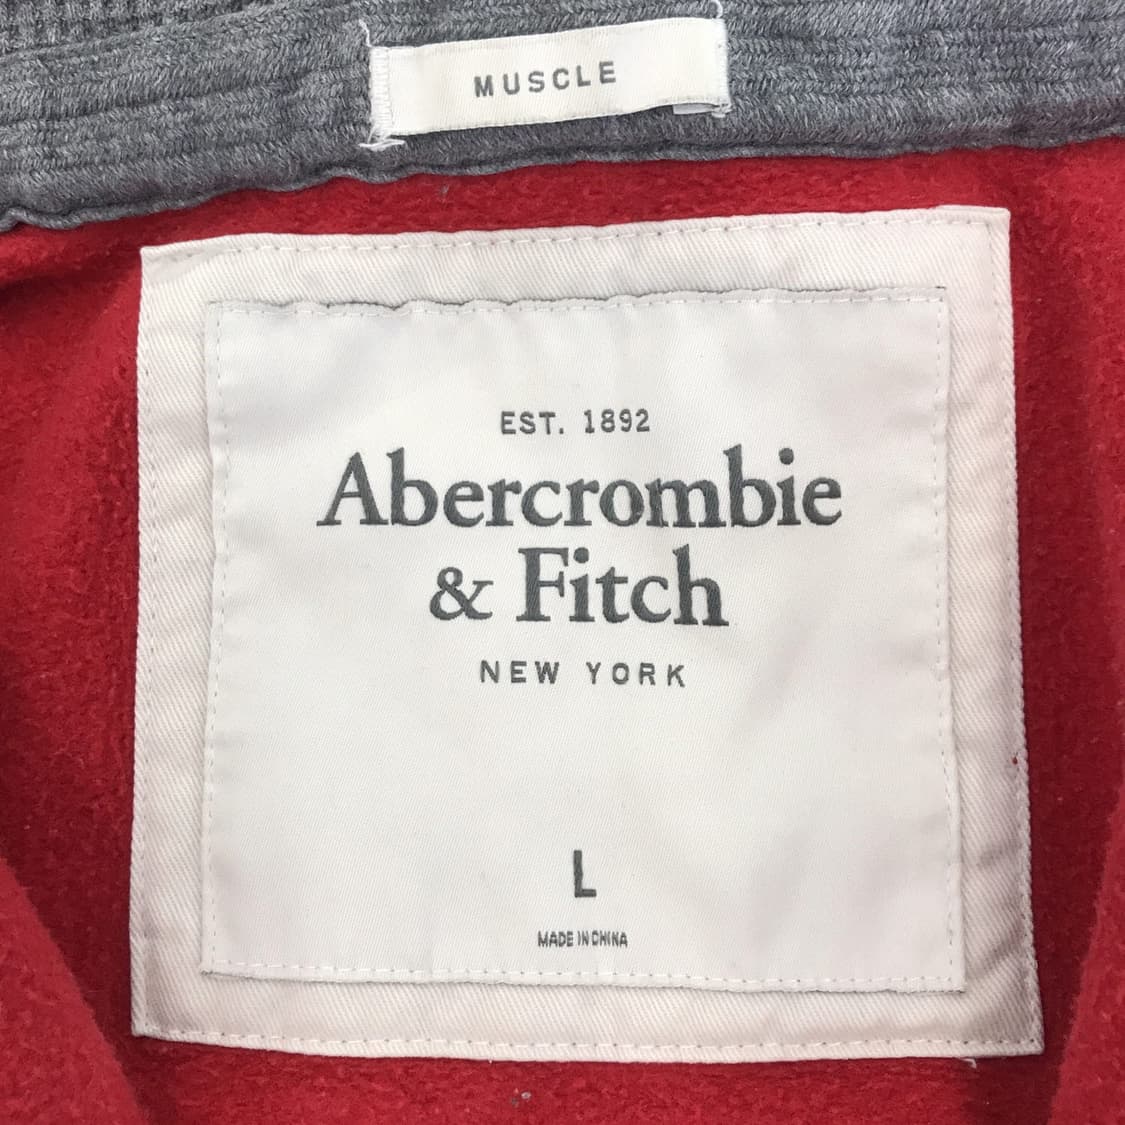 MUSCLE
EST. 1892
Abercrombie
& Fitch
NEW YORK
L
MADE IN CHINA